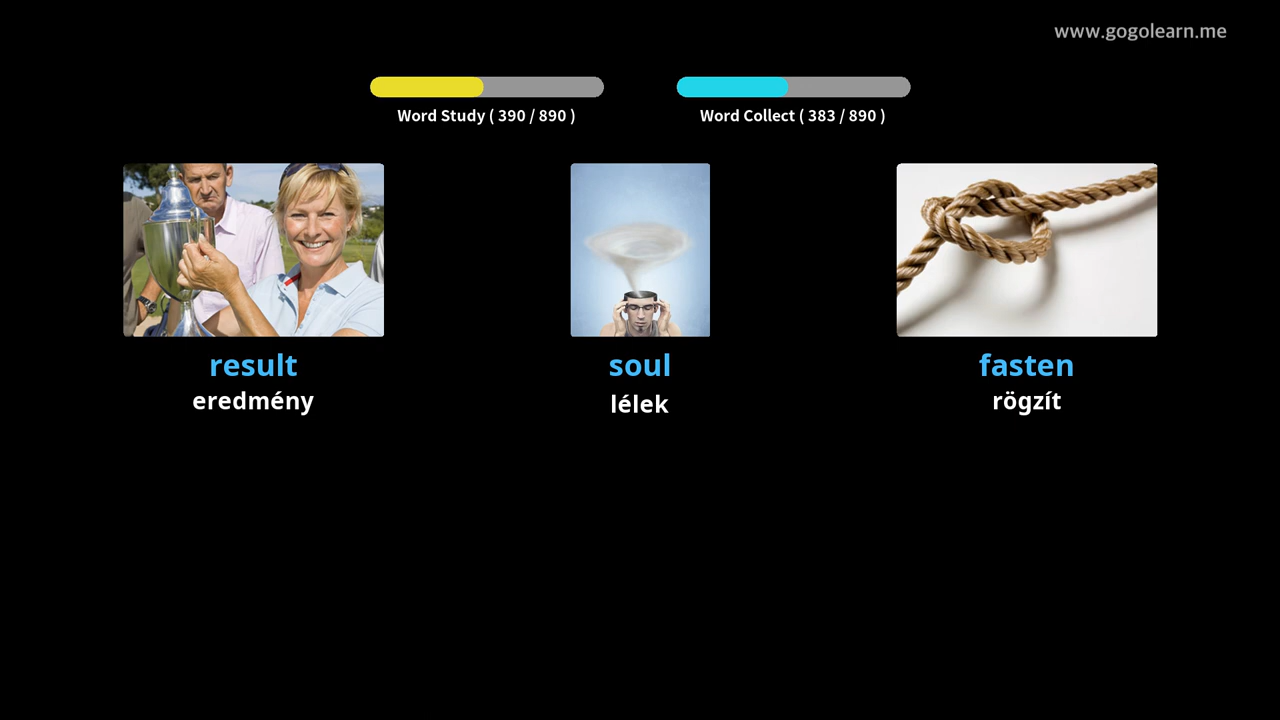 www.gogolearn.me
Word Study ( 390 / 890 )
Word Collect ( 383 / 890 )
result
eredmény
soul
lélek
fasten
rögzít